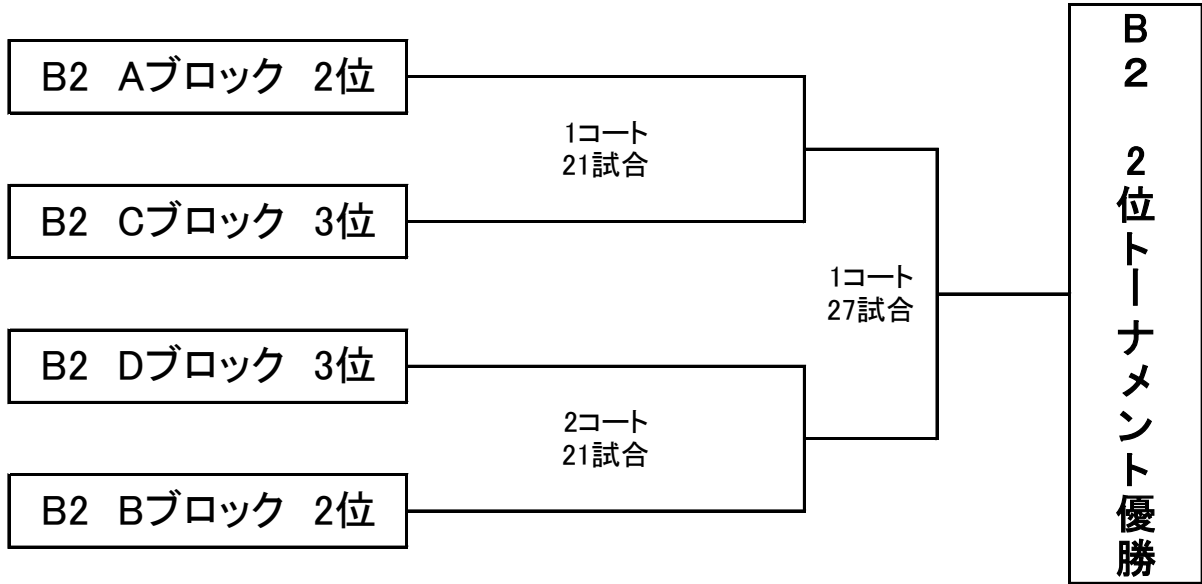 B2　Aブロック　2位
1コート
21試合
B2　Cブロック　3位
1コート
27試合
B2　Dブロック　3位
2コート
21試合
B2　Bブロック　2位
B２　2位トーナメント優勝